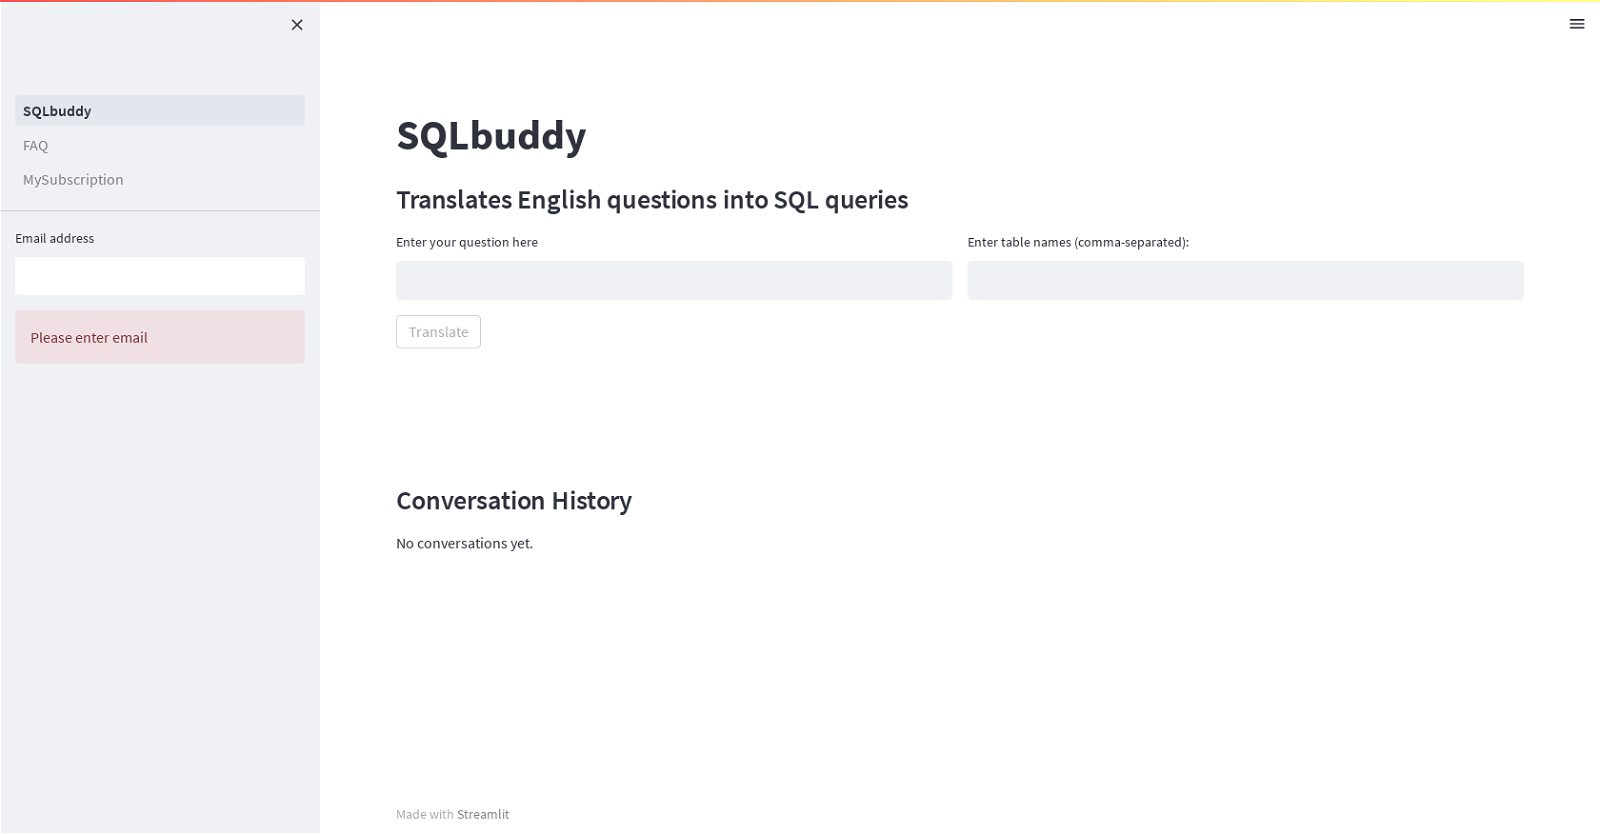 SQLbuddy
FAQ
MySubscription
Email address
Please enter email
SQLbuddy
Translates English questions into SQL queries
Enter your question here
Enter table names (comma-separated):
Translate
Conversation History
No conversations yet.
Made with Streamlit